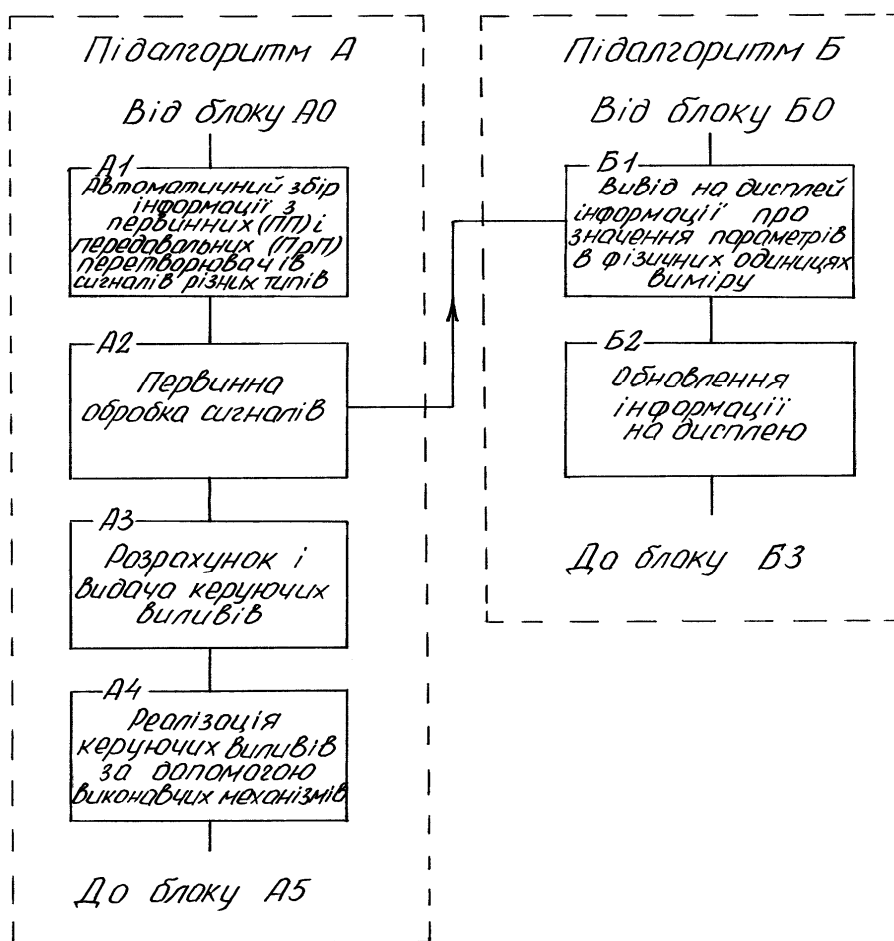 Підалгоритм А
Від блоку А0
А1
Автоматичний збір
інформації з
первинних (ПП) і
передавальних (ПрП)
перетворювачів
сигналів різних типів
А2
Первинна
обробка сигналів
А3
Розрахунок і
видача керуючих
виливів
А4
Реалізація
керуючих виливів
за допомогою
виконавчих механізмів
До блоку А5
Підалгоритм Б
Від блоку Б0
Б1
Вивід на дисплей
інформації про
значення параметрів
в фізичних одиницях
виміру
Б2
Обновлення
інформації
на дисплею
До блоку Б3